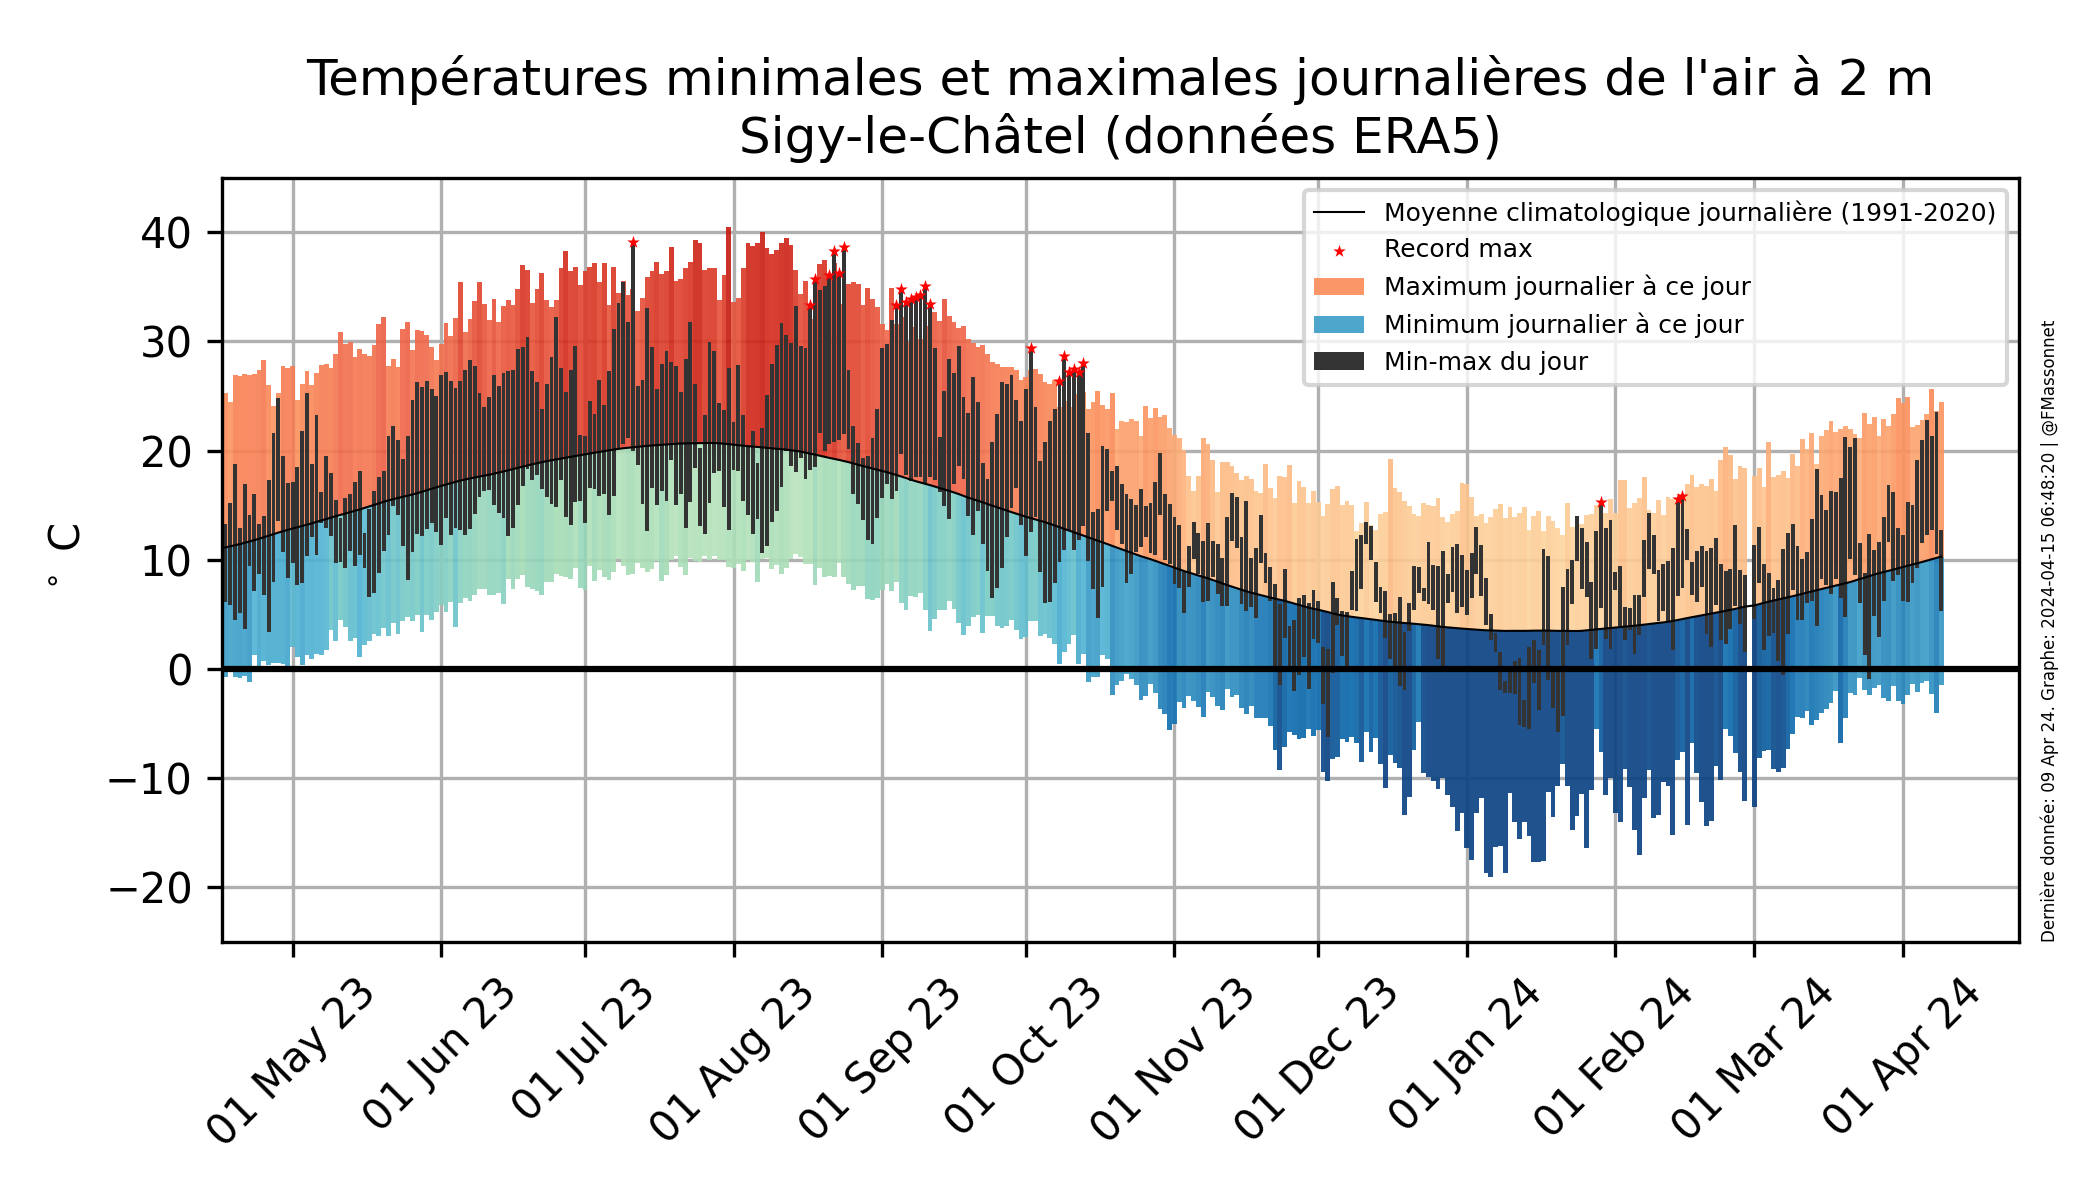 Températures minimales et maximales journalières de l'air à 2 m
Sigy-le-Châtel (données ERA5)
Moyenne climatologique journalière (1991-2020)
Record max
Maximum journalier à ce jour
Minimum journalier à ce jour
Min-max du jour
° C
40
30
20
10
0
−10
−20
01 May 23
01 Jun 23
01 Jul 23
01 Aug 23
01 Sep 23
01 Oct 23
01 Nov 23
01 Dec 23
01 Jan 24
01 Feb 24
01 Mar 24
01 Apr 24
Dernière donnée: 09 Apr 24. Graphe: 2024-04-15 06:48:20 | @FMassonnet